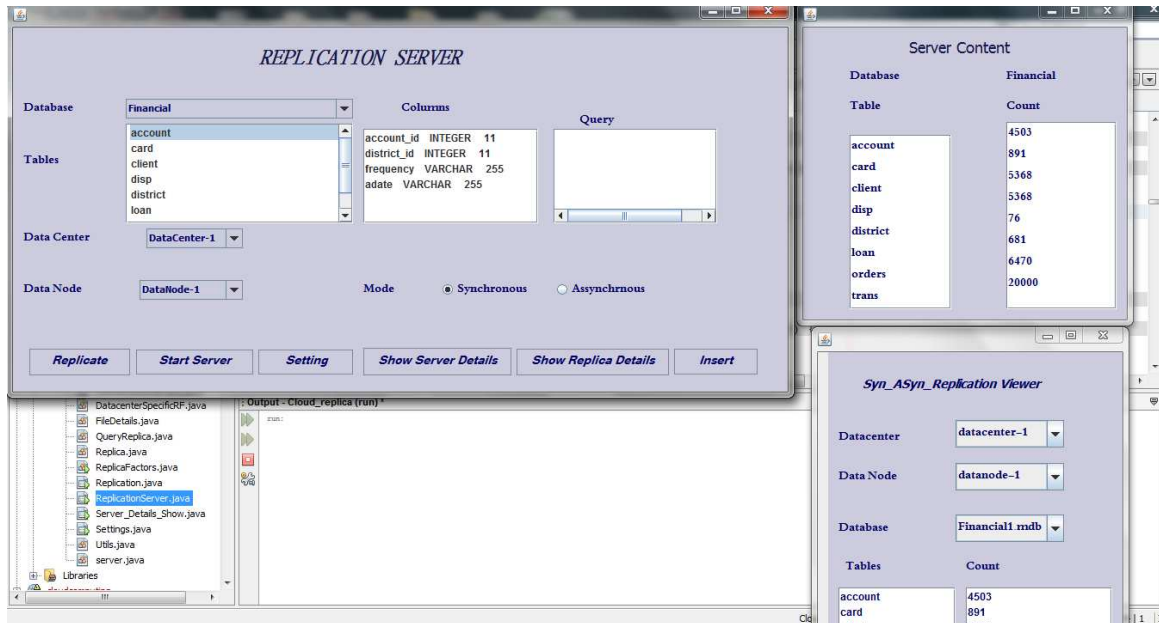 REPLICATION SERVER
Database
Financial
Columns
Query
Tables
account
card
client
disp
district
loan
account_id INTEGER 11
district_id INTEGER 11
frequency VARCHAR 255
adate VARCHAR 255
Data Center
DataCenter-1
Data Node
DataNode-1
Mode
Synchronous
Assynchrnous
Replicate
Start Server
Setting
Show Server Details
Show Replica Details
Insert
Server Content
Database
Financial
Table
Count
account
card
client
disp
district
loan
orders
trans
4503
891
5368
5368
76
681
6470
20000
Syn_ASyn_Replication Viewer
Datacenter
datacenter-1
Data Node
datanode-1
Database
Financial1.mdb
Tables
Count
account
card
4503
891
DatacenterSpecificRF.java
FileDetails.java
QueryReplica.java
Replica.java
ReplicaFactors.java
Replication.java
ReplicationServer.java
Server_Details_Show.java
Settings.java
Utils.java
server.java
Libraries
: Output - Cloud_replica (run) *
run: